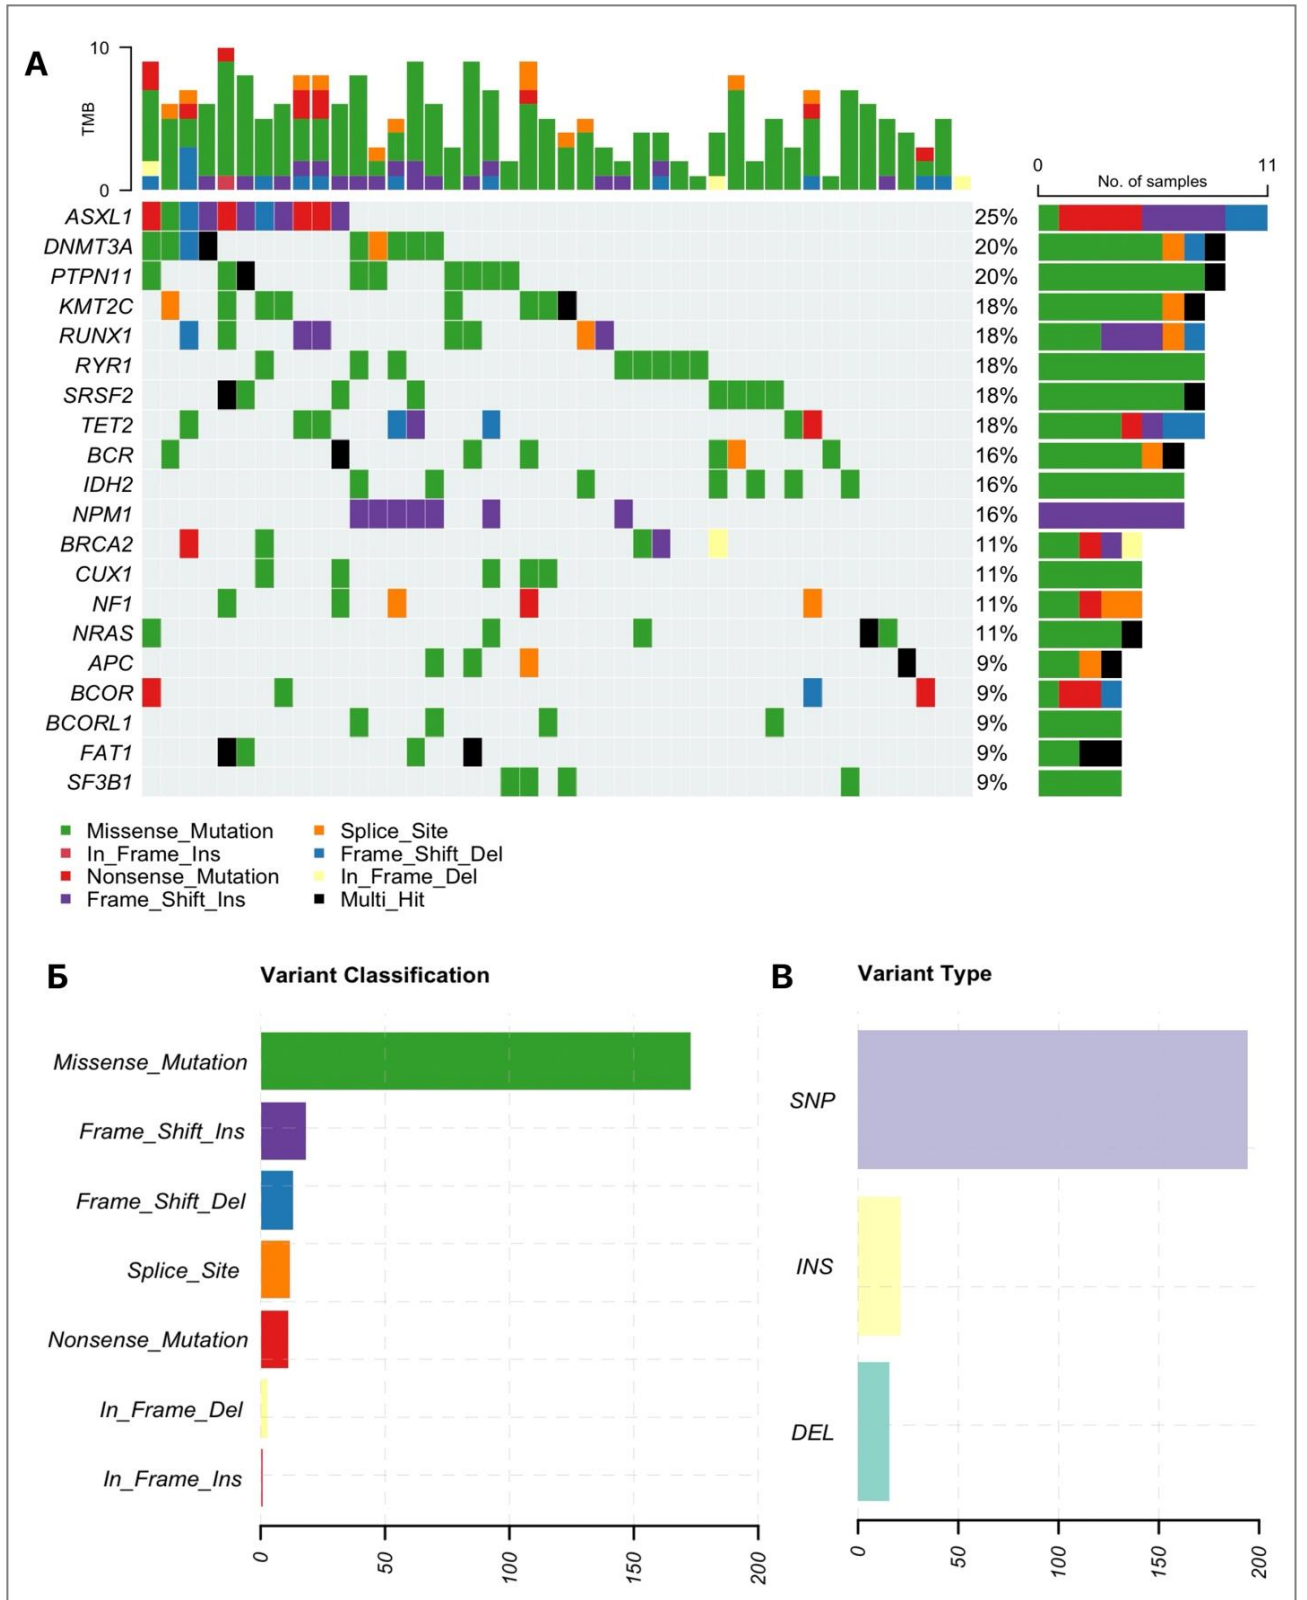 А
10
TMB
0
0 11
No. of samples
ASXL1 25%
DNMT3A 20%
PTPN11 20%
KMT2C 18%
RUNX1 18%
RYR1 18%
SRSF2 18%
TET2 18%
BCR 16%
IDH2 16%
NPM1 16%
BRCA2 11%
CUX1 11%
NF1 11%
NRAS 11%
APC 9%
BCOR 9%
BCORL1 9%
FAT1 9%
SF3B1 9%
Missense_Mutation Splice_Site
In_Frame_Ins Frame_Shift_Del
Nonsense_Mutation In_Frame_Del
Frame_Shift_Ins Multi_Hit
Б Variant Classification
Missense_Mutation
Frame_Shift_Ins
Frame_Shift_Del
Splice_Site
Nonsense_Mutation
In_Frame_Del
In_Frame_Ins
0 50 100 150 200
В Variant Type
SNP
INS
DEL
0 50 100 150 200